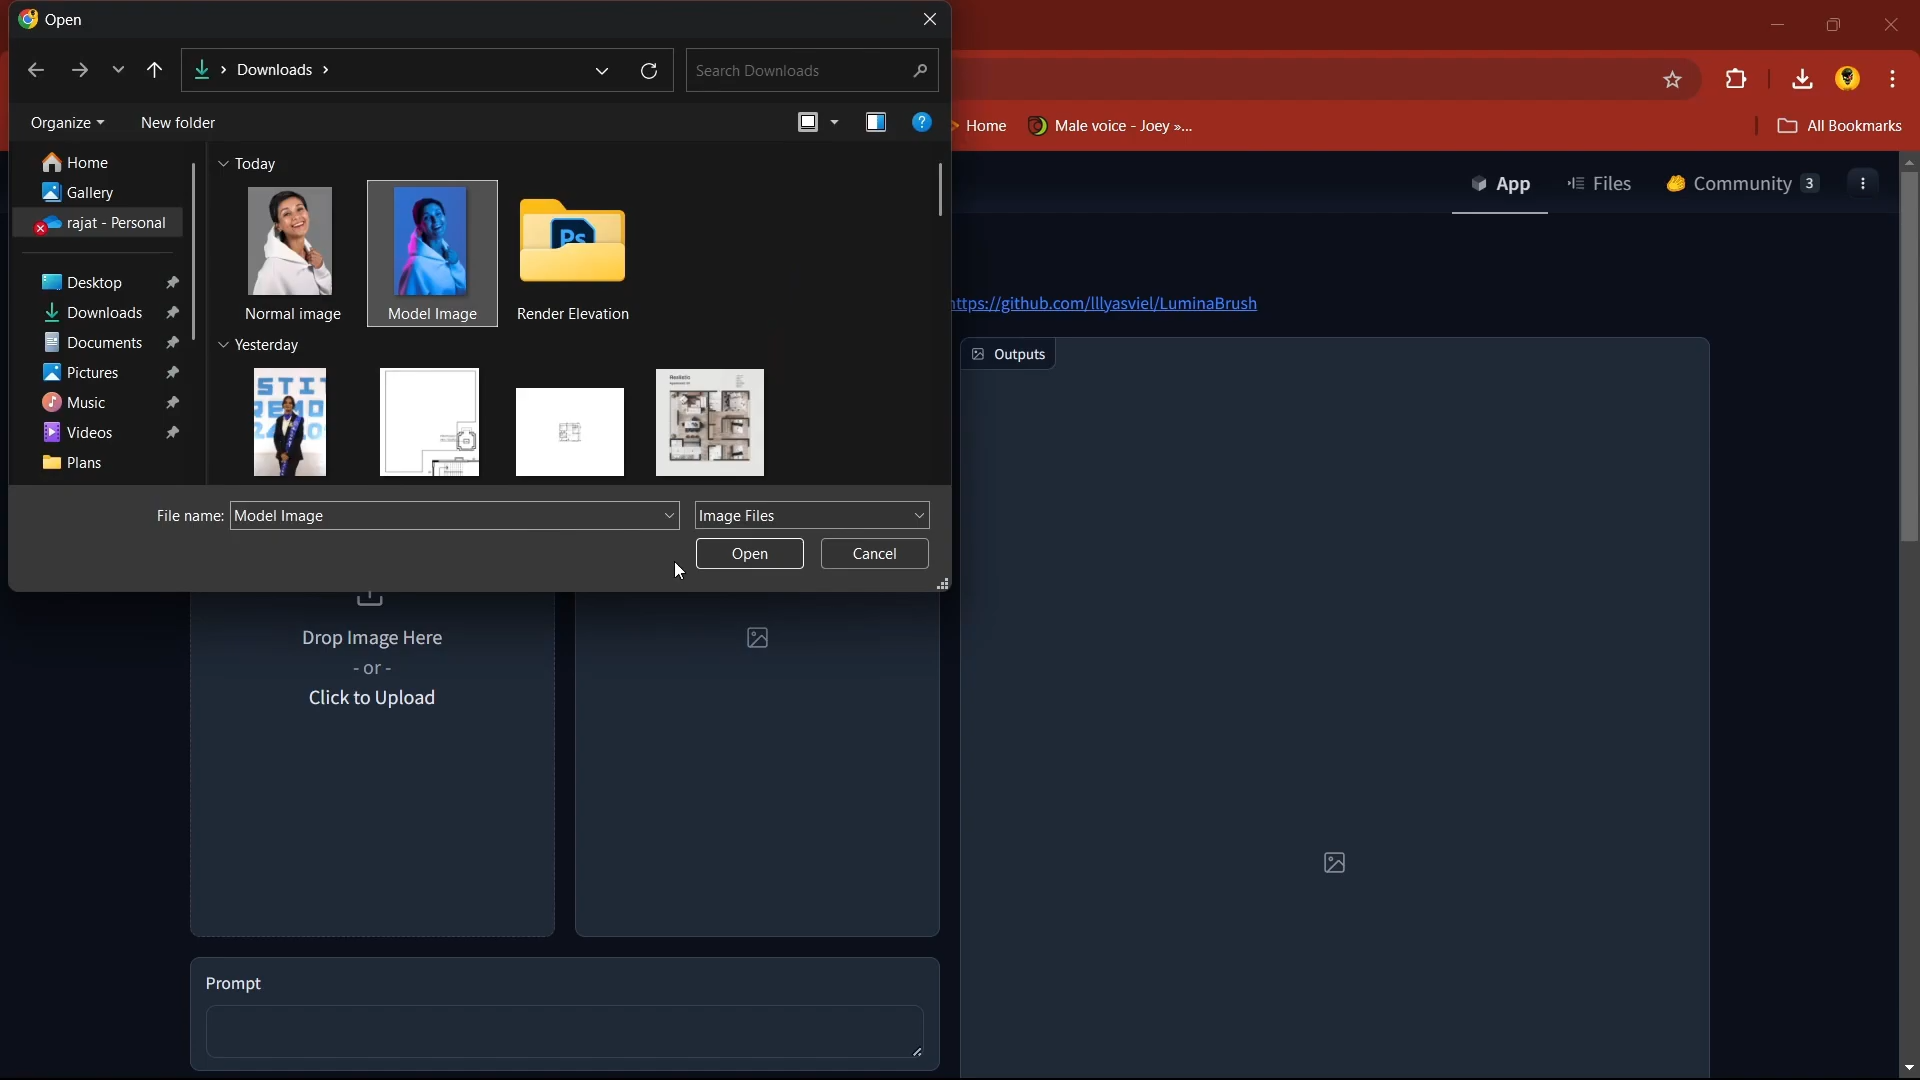 Open
Downloads
Search Downloads
Organize
New folder
Home
Gallery
rajat - Personal
Desktop
Downloads
Documents
Pictures
Music
Videos
Plans
Today
Normal image
Model Image
Ps
Render Elevation
Yesterday
Realistic
File name: Model Image
Image Files
Open
Cancel
Home
Male voice - Joey »...
All Bookmarks
App
Files
Community 3
ttps://github.com/lllyasviel/LuminaBrush
Outputs
Drop Image Here
- or -
Click to Upload
Prompt